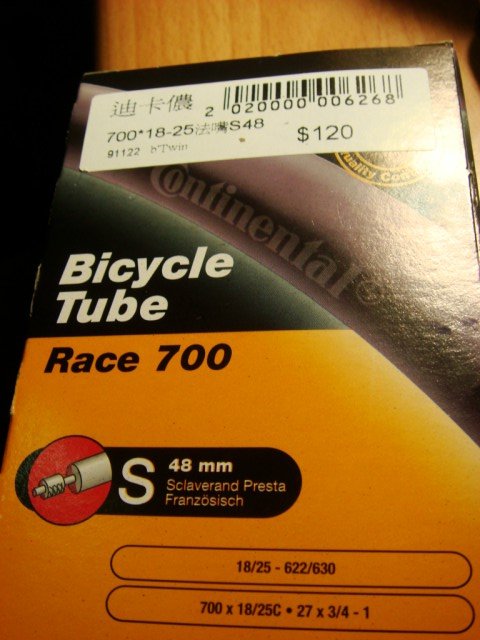 迪卡儂
2 020000 006268
700*18-25法嘴S48
$120
91122 b'Twin
Quality Con
Continental
Bicycle
Tube
Race 700
S
48 mm
Sclaverand Presta
Französisch
18/25 - 622/630
700 x 18/25C • 27 x 3/4 - 1